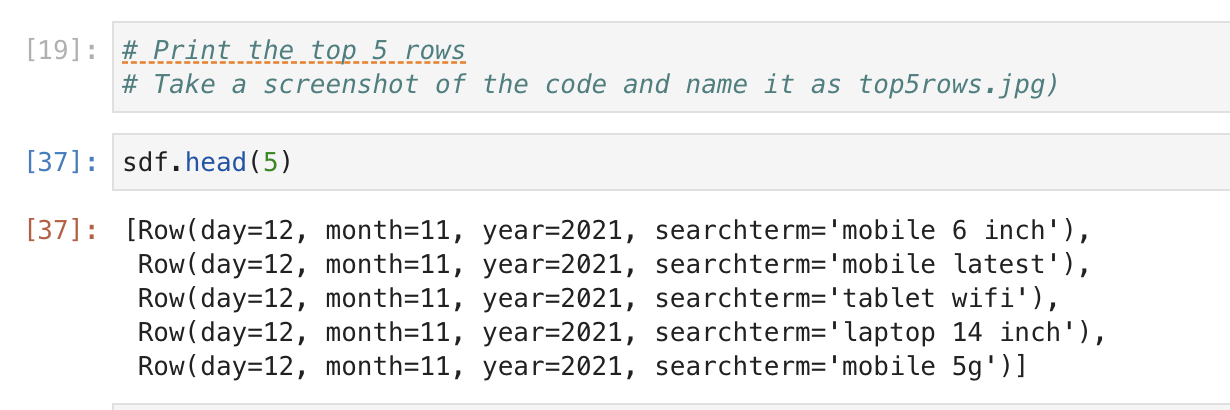 [19]: # Print the top 5 rows
# Take a screenshot of the code and name it as top5rows.jpg)
[37]: sdf.head(5)
[37]: [Row(day=12, month=11, year=2021, searchterm='mobile 6 inch'),
Row(day=12, month=11, year=2021, searchterm='mobile latest'),
Row(day=12, month=11, year=2021, searchterm='tablet wifi'),
Row(day=12, month=11, year=2021, searchterm='laptop 14 inch'),
Row(day=12, month=11, year=2021, searchterm='mobile 5g')]